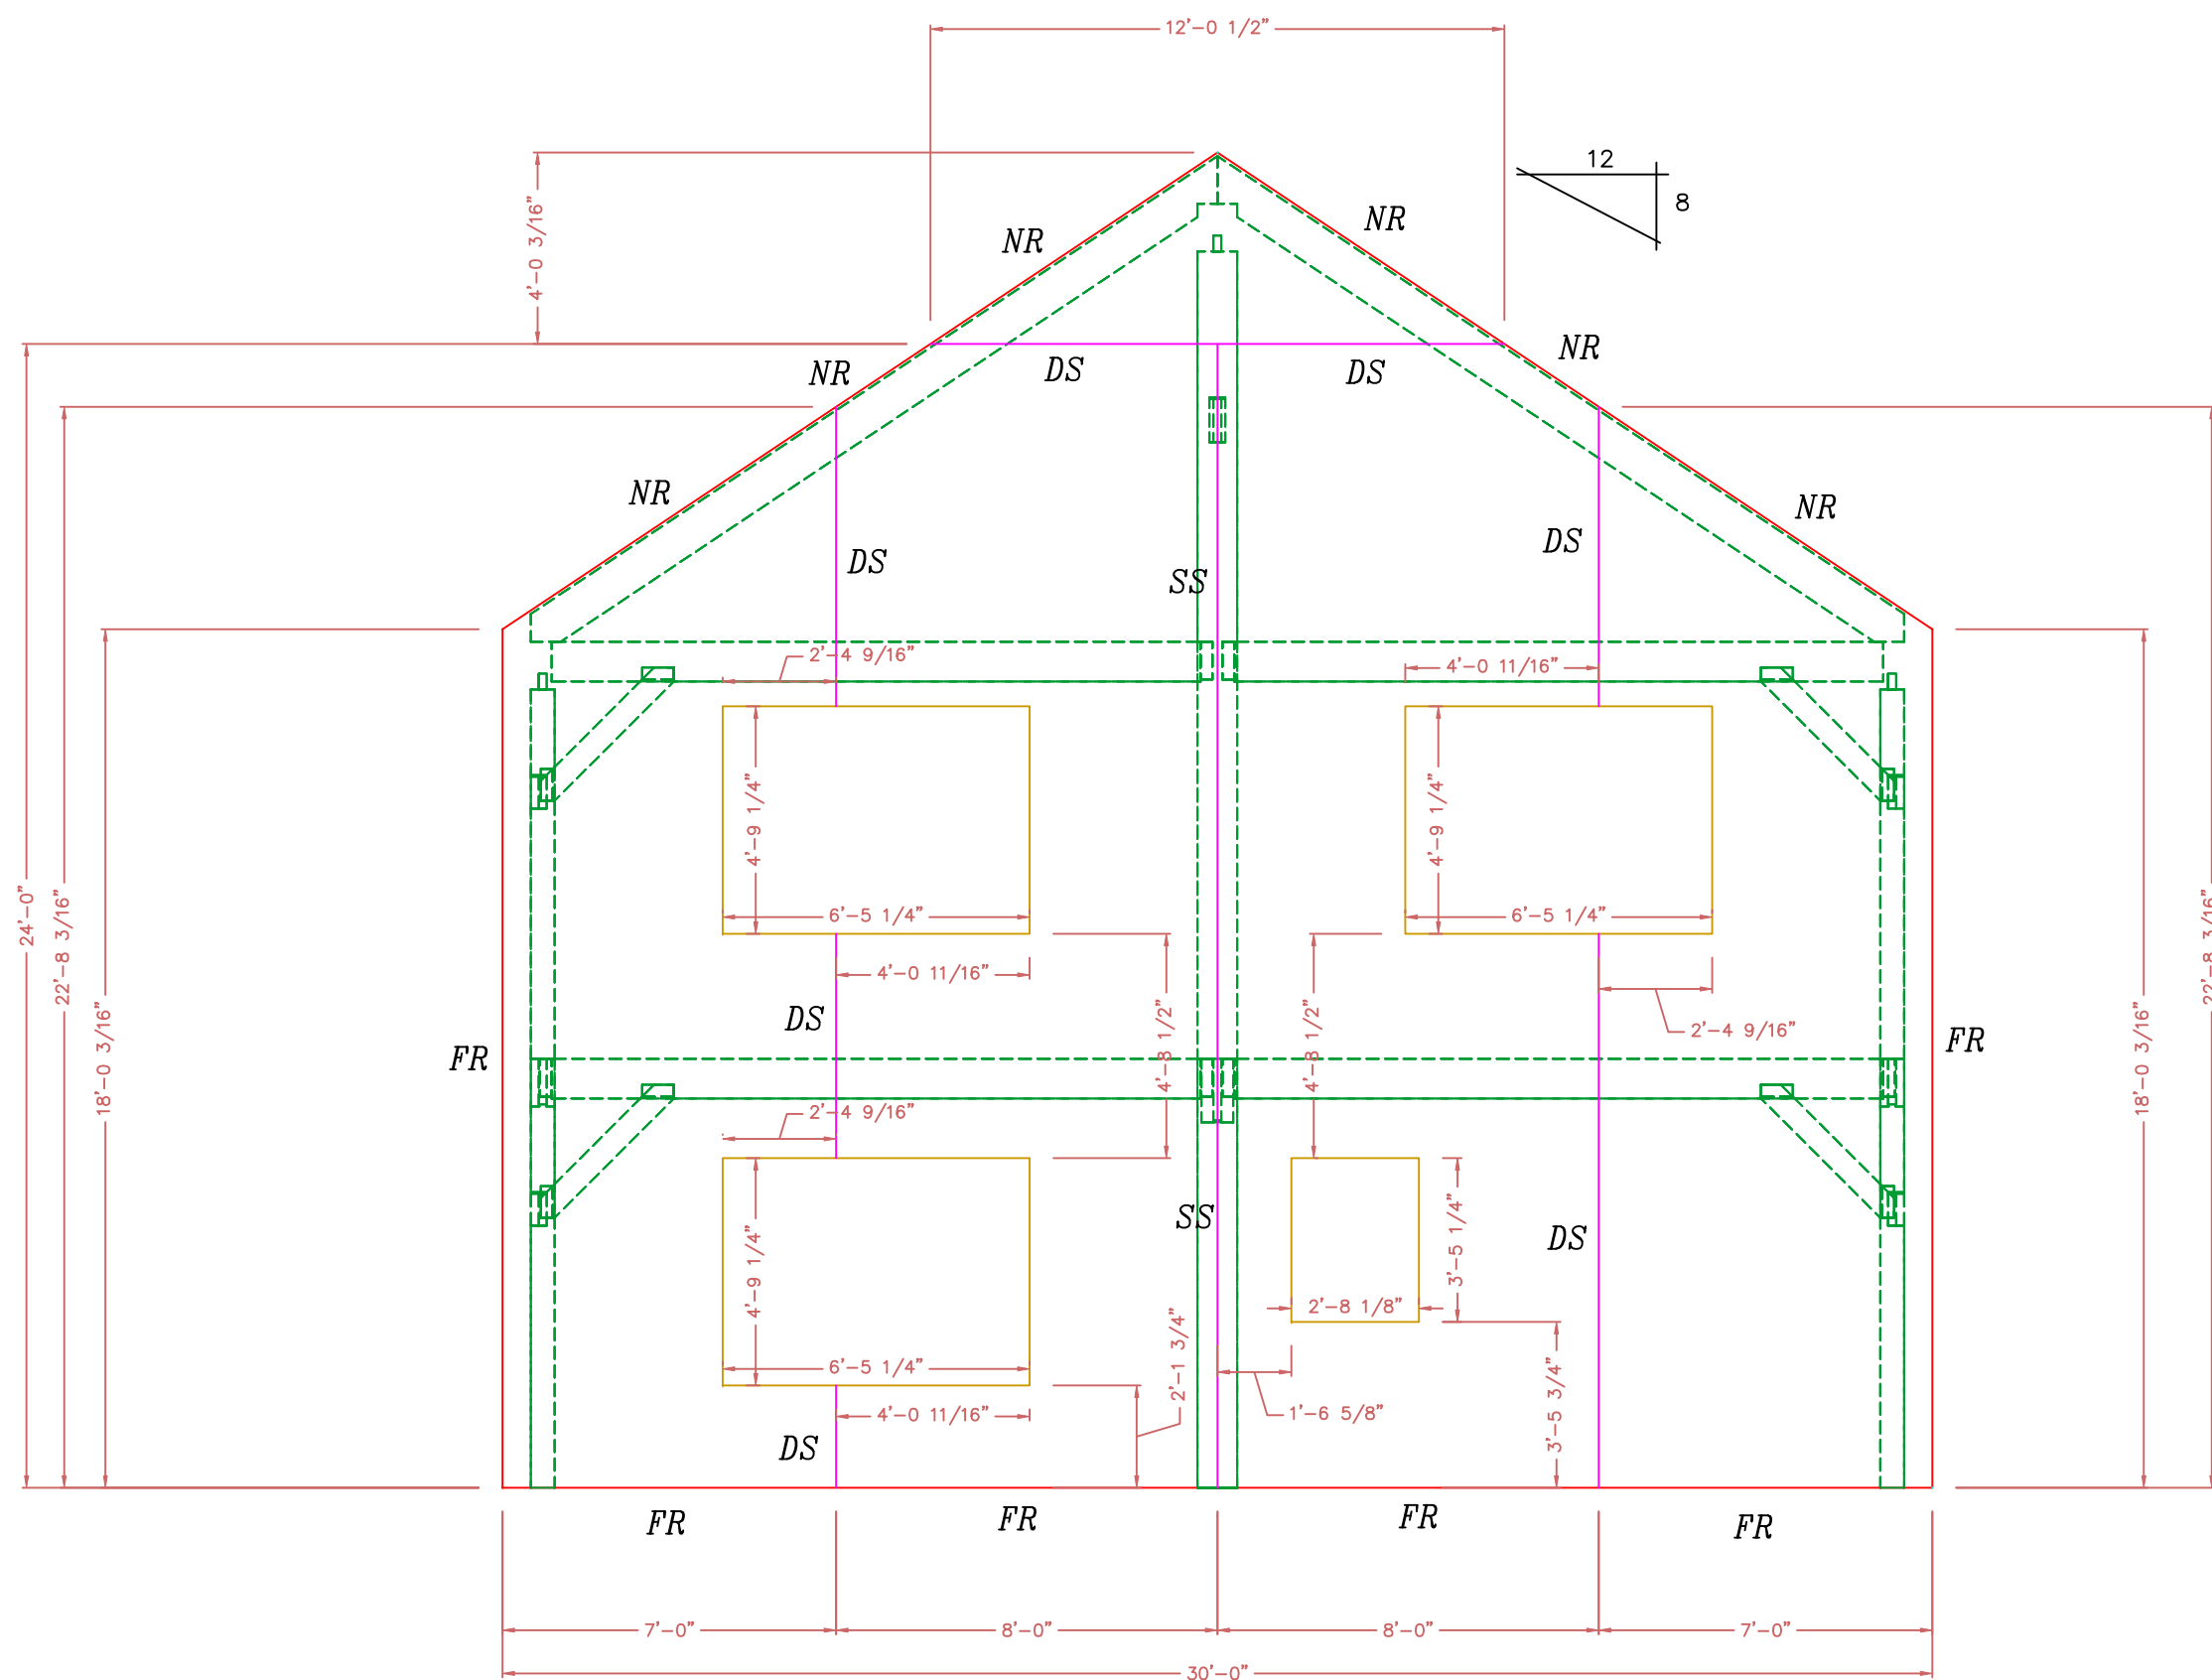 12'-0 1/2"
12
8
4'-0 3/16"
NR
NR
NR
NR
DS
DS
NR
NR
DS
DS
SS
2'-4 9/16"
4'-0 11/16"
4'-9 1/4"
4'-9 1/4"
6'-5 1/4"
6'-5 1/4"
24'-0"
22'-8 3/16"
18'-0 3/16"
4'-0 11/16"
DS
4'-8 1/2"
4'-8 1/2"
2'-4 9/16"
18'-0 3/16"
22'-8 3/16"
FR
FR
2'-4 9/16"
SS
DS
4'-9 1/4"
3'-5 1/4"
2'-8 1/8"
6'-5 1/4"
2'-1 3/4"
4'-0 11/16"
1'-6 5/8"
3'-5 3/4"
DS
FR
FR
FR
FR
7'-0"
8'-0"
8'-0"
7'-0"
30'-0"